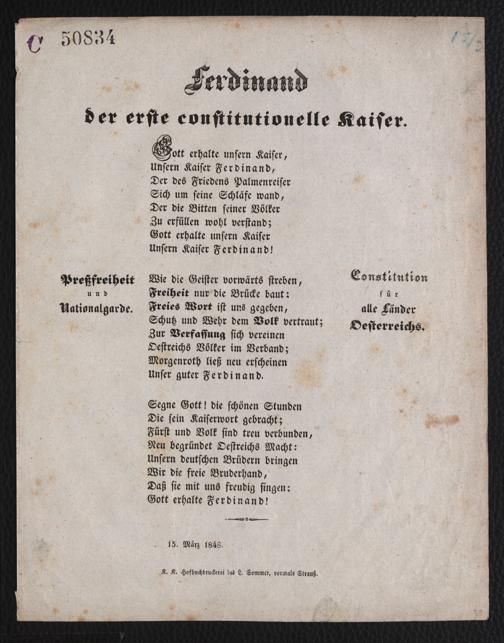 C 50834
15/3
Ferdinand
der erste constitutionelle Kaiser.
Gott erhalte unsern Kaiser,
Unsern Kaiser Ferdinand,
Der des Friedens Palmenreiser
Sich um seine Schläfe wand,
Der die Bitten seiner Völker
Zu erfüllen wohl verstand;
Gott erhalte unsern Kaiser
Unsern Kaiser Ferdinand!
Preßfreiheit
und
Nationalgarde.
Wie die Geister vorwärts streben,
Freiheit nur die Brücke baut:
Freies Wort ist uns gegeben,
Schutz und Wehr dem Volk vertraut;
Zur Verfassung sich vereinen
Oestreichs Völker im Verband;
Morgenroth ließ neu erscheinen
Unser guter Ferdinand.
Constitution
für
alle Länder
Oesterreichs.
Segne Gott! die schönen Stunden
Die sein Kaiserwort gebracht;
Fürst und Volk sind treu verbunden,
Neu begründet Oestreichs Macht:
Unsern deutschen Brüdern bringen
Wir die freie Bruderhand,
Daß sie mit uns freudig singen:
Gott erhalte Ferdinand!
15. März 1848.
K. K. Hofbuchdruckerei des L. Sommer, vormals Strauß.